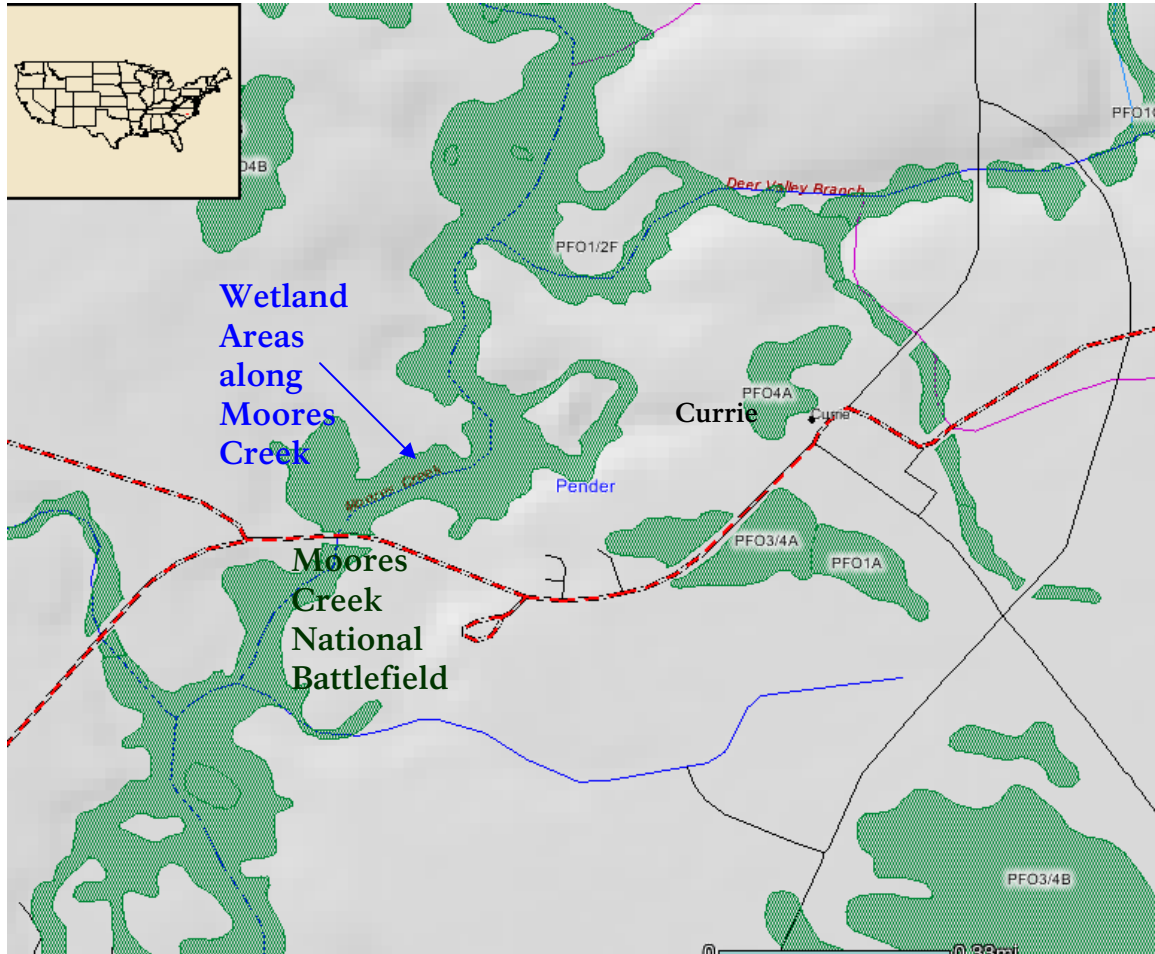 PFO1
04B
Deer Valley Branch
PFO1/2F
Wetland
Areas
along
Moores
Creek
PFO4A
Currie
Currie
Moores Creek
Pender
PFO3/4A
PFO1A
Moores
Creek
National
Battlefield
PFO3/4B
0